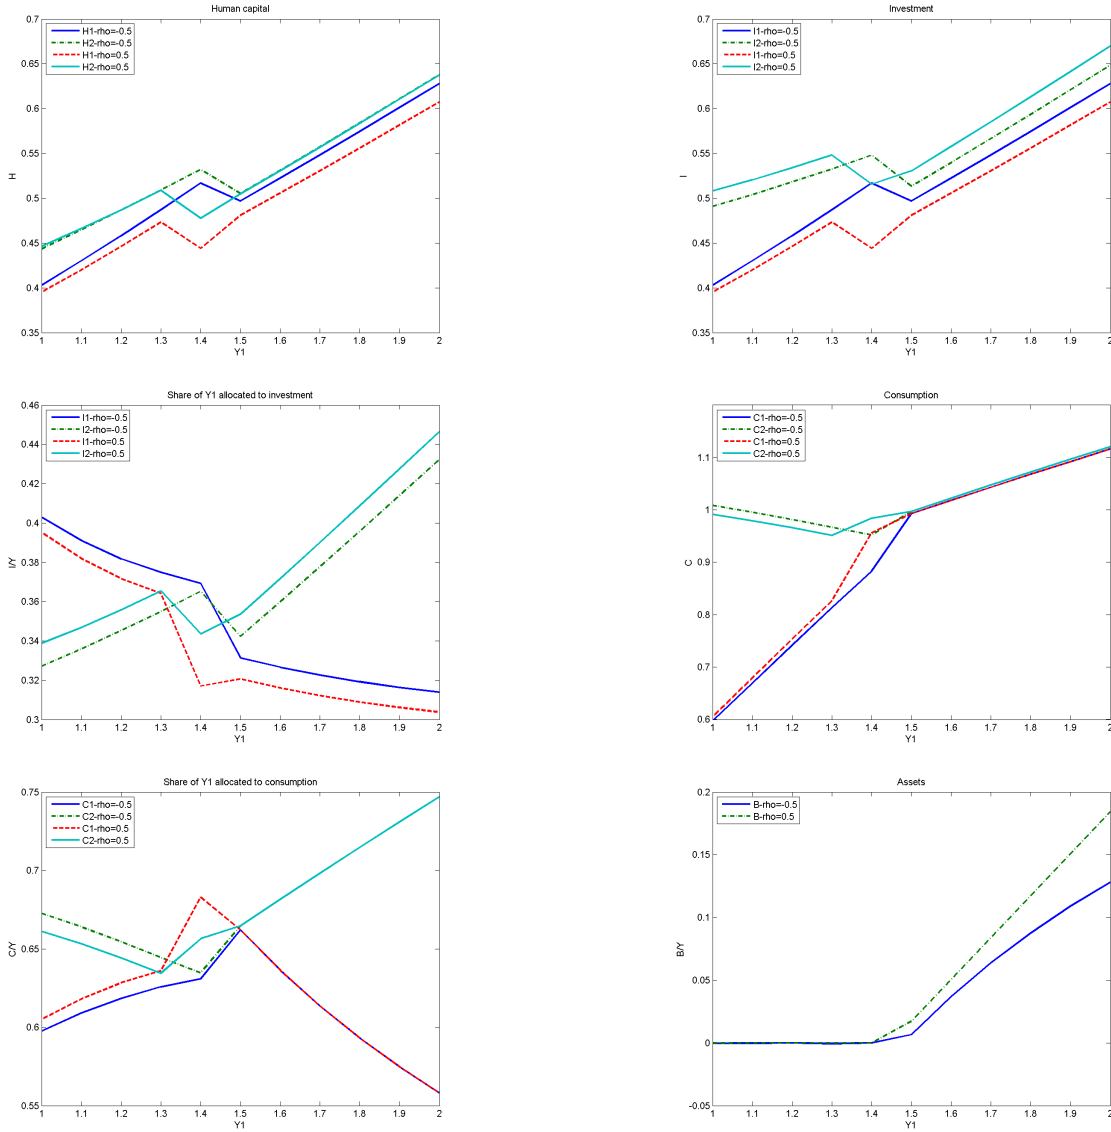 Human capital
H1-rho=-0.5
H2-rho=-0.5
H1-rho=0.5
H2-rho=0.5
0.7
0.65
0.6
0.55
0.5
0.45
0.4
0.35
H
1 1.1 1.2 1.3 1.4 1.5 1.6 1.7 1.8 1.9 2
Y1
Investment
I1-rho=-0.5
I2-rho=-0.5
I1-rho=0.5
I2-rho=0.5
0.7
0.65
0.6
0.55
0.5
0.45
0.4
0.35
I
1 1.1 1.2 1.3 1.4 1.5 1.6 1.7 1.8 1.9 2
Y1
Share of Y1 allocated to investment
I1-rho=-0.5
I2-rho=-0.5
I1-rho=0.5
I2-rho=0.5
0.46
0.44
0.42
0.4
0.38
0.36
0.34
0.32
0.3
I/Y
1 1.1 1.2 1.3 1.4 1.5 1.6 1.7 1.8 1.9 2
Y1
Consumption
C1-rho=-0.5
C2-rho=-0.5
C1-rho=0.5
C2-rho=0.5
1.1
1
0.9
0.8
0.7
0.6
C
1 1.1 1.2 1.3 1.4 1.5 1.6 1.7 1.8 1.9 2
Y1
Share of Y1 allocated to consumption
C1-rho=-0.5
C2-rho=-0.5
C1-rho=0.5
C2-rho=0.5
0.75
0.7
0.65
0.6
0.55
C/Y
1 1.1 1.2 1.3 1.4 1.5 1.6 1.7 1.8 1.9 2
Y1
Assets
B-rho=-0.5
B-rho=0.5
0.2
0.15
0.1
0.05
0
-0.05
B/Y
1 1.1 1.2 1.3 1.4 1.5 1.6 1.7 1.8 1.9 2
Y1